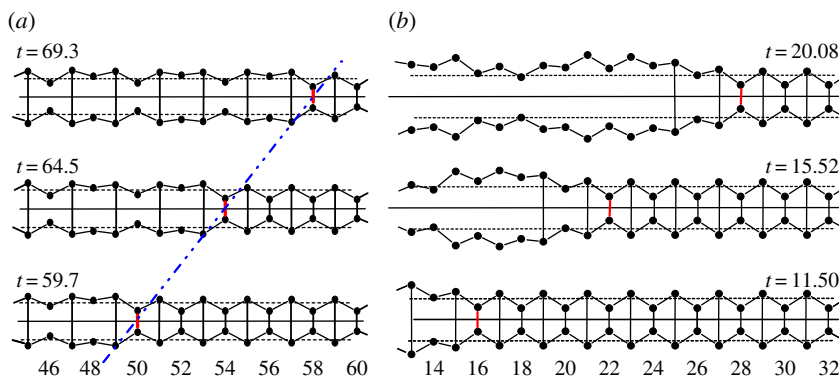 (a)
t = 69.3
t = 64.5
t = 59.7
46 48 50 52 54 56 58 60
(b)
t = 20.08
t = 15.52
t = 11.50
14 16 18 20 22 24 26 28 30 32